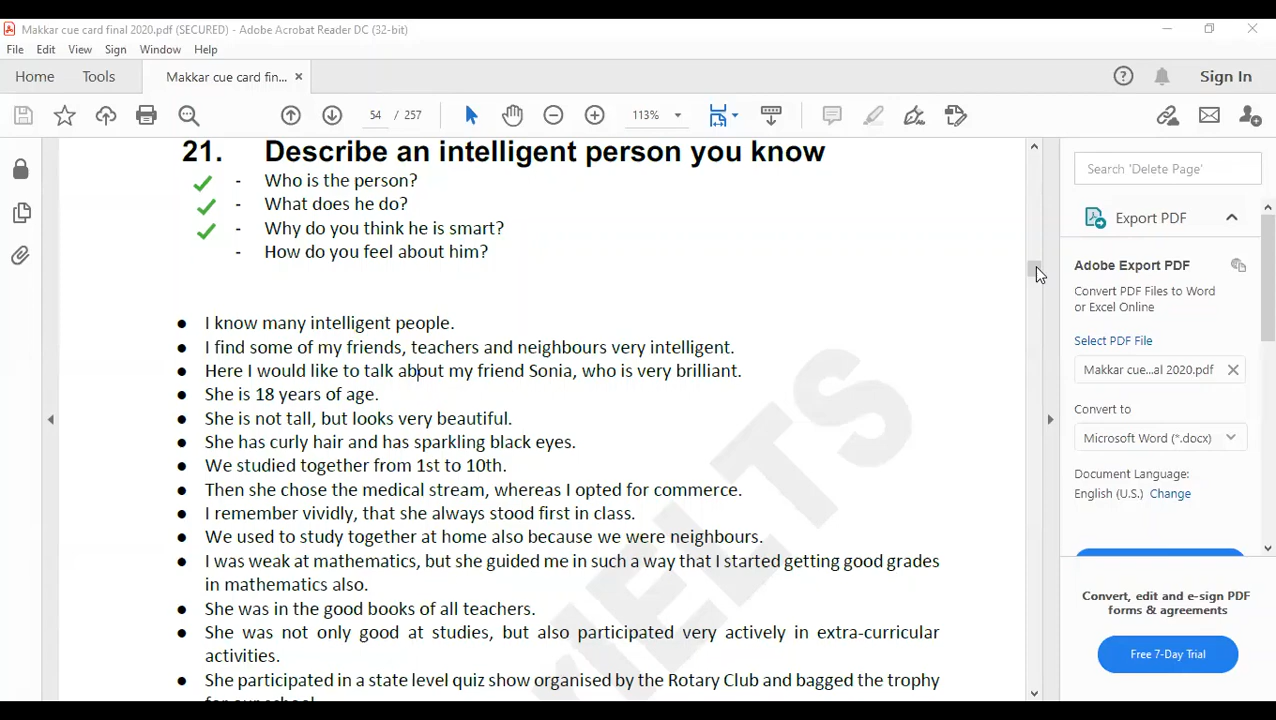 Makkar cue card final 2020.pdf (SECURED) - Adobe Acrobat Reader DC (32-bit)
File Edit View Sign Window Help
Home Tools Makkar cue card fin... × Sign In
54 / 257 113%
21. Describe an intelligent person you know
- Who is the person?
- What does he do?
- Why do you think he is smart?
- How do you feel about him?
● I know many intelligent people.
● I find some of my friends, teachers and neighbours very intelligent.
● Here I would like to talk about my friend Sonia, who is very brilliant.
● She is 18 years of age.
● She is not tall, but looks very beautiful.
● She has curly hair and has sparkling black eyes.
● We studied together from 1st to 10th.
● Then she chose the medical stream, whereas I opted for commerce.
● I remember vividly, that she always stood first in class.
● We used to study together at home also because we were neighbours.
● I was weak at mathematics, but she guided me in such a way that I started getting good grades
in mathematics also.
● She was in the good books of all teachers.
● She was not only good at studies, but also participated very actively in extra-curricular
activities.
● She participated in a state level quiz show organised by the Rotary Club and bagged the trophy
for our school.
IELTS
Search 'Delete Page'
Export PDF
Adobe Export PDF
Convert PDF Files to Word
or Excel Online
Select PDF File
Makkar cue...al 2020.pdf
Convert to
Microsoft Word (*.docx)
Document Language:
English (U.S.) Change
Convert, edit and e-sign PDF
forms & agreements
Free 7-Day Trial